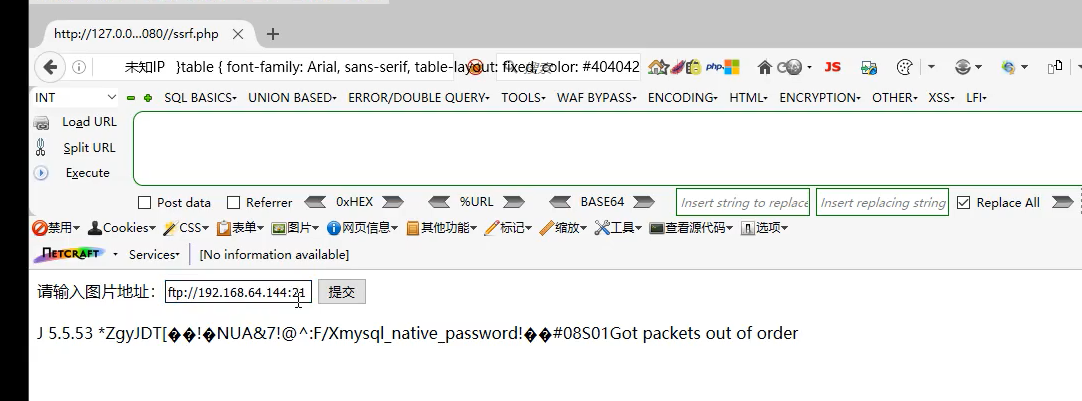 http://127.0.0...080//ssrf.php
未知IP }table { font-family: Arial, sans-serif, table-layout: fixed, color: #404042
php
JS
INT SQL BASICS UNION BASED ERROR/DOUBLE QUERY TOOLS WAF BYPASS ENCODING HTML ENCRYPTION OTHER XSS LFI
Load URL
Split URL
Execute
Post data Referrer 0xHEX %URL BASE64 Insert string to replace Insert replacing string Replace All
禁用 Cookies CSS 表单 图片 网页信息 其他功能 标记 缩放 工具 查看源代码 选项
NETCRAFT Services [No information available]
请输入图片地址: ftp://192.168.64.144:21 提交
J 5.5.53 *ZgyJDT[��!�NUA&7!@^:F/Xmysql_native_password!��#08S01Got packets out of order